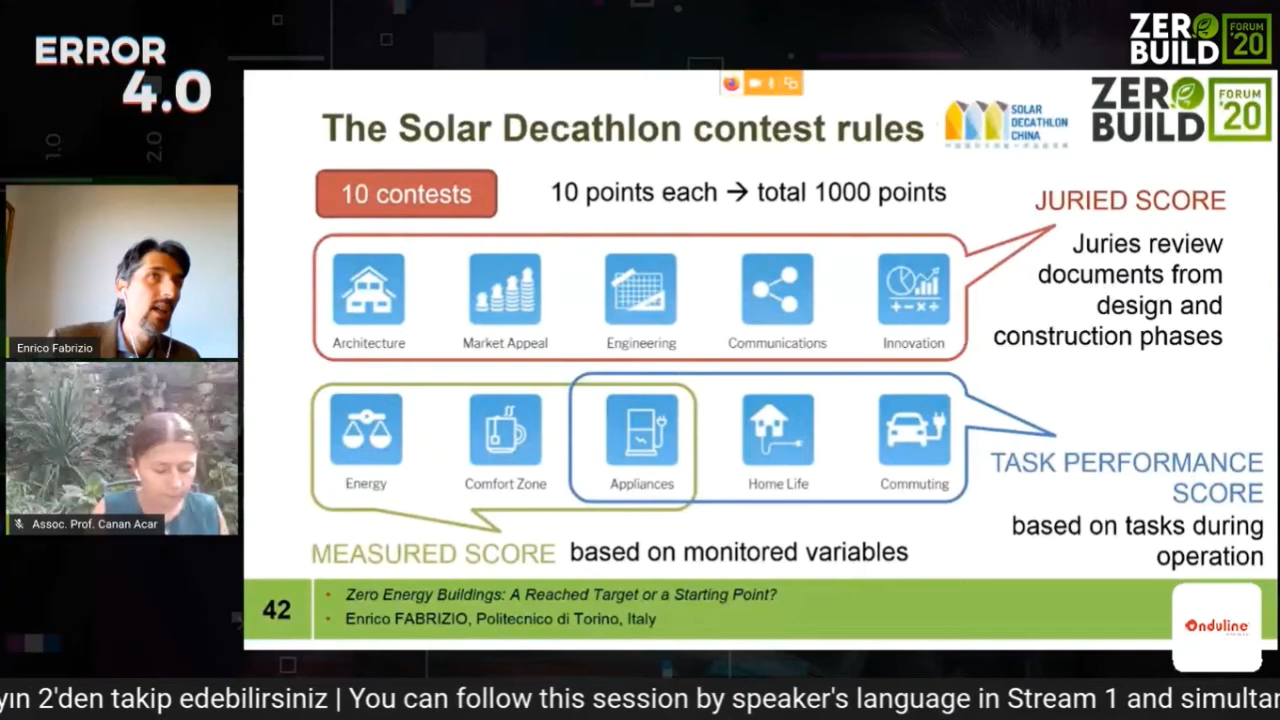 ERROR
4.0
1.0
2.0
ZERO
BUILD
FORUM
'20
ZERO
BUILD
FORUM
'20
The Solar Decathlon contest rules
SOLAR
DECATHLON
CHINA
10 contests
10 points each → total 1000 points
JURIED SCORE
Juries review
documents from
design and
construction phases
Architecture
Market Appeal
Engineering
Communications
Innovation
Energy
Comfort Zone
Appliances
Home Life
Commuting
TASK PERFORMANCE
SCORE
based on tasks during
operation
MEASURED SCORE based on monitored variables
Enrico Fabrizio
Assoc. Prof. Canan Acar
42
• Zero Energy Buildings: A Reached Target or a Starting Point?
• Enrico FABRIZIO, Politecnico di Torino, Italy
Onduline
yın 2'den takip edebilirsiniz | You can follow this session by speaker's language in Stream 1 and simultan